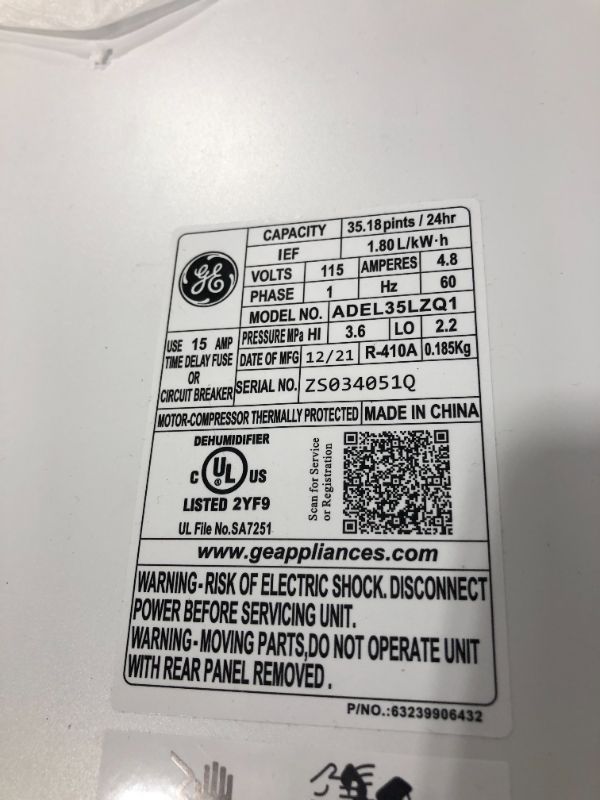 CAPACITY 35.18 pints / 24hr
IEF 1.80 L/kW·h
VOLTS 115 AMPERES 4.8
PHASE 1 Hz 60
MODEL NO. ADEL35LZQ1
GE
USE 15 AMP
TIME DELAY FUSE
OR
CIRCUIT BREAKER
PRESSURE MPa HI 3.6 LO 2.2
DATE OF MFG 12/21 R-410A 0.185Kg
SERIAL NO. ZS034051Q
MOTOR-COMPRESSOR THERMALLY PROTECTED MADE IN CHINA
DEHUMIDIFIER
C UL US
®
LISTED 2YF9
UL File No.SA7251
Scan for Service
or Registration
www.geappliances.com
WARNING-RISK OF ELECTRIC SHOCK. DISCONNECT
POWER BEFORE SERVICING UNIT.
WARNING-MOVING PARTS,DO NOT OPERATE UNIT
WITH REAR PANEL REMOVED.
P/NO.:63239906432